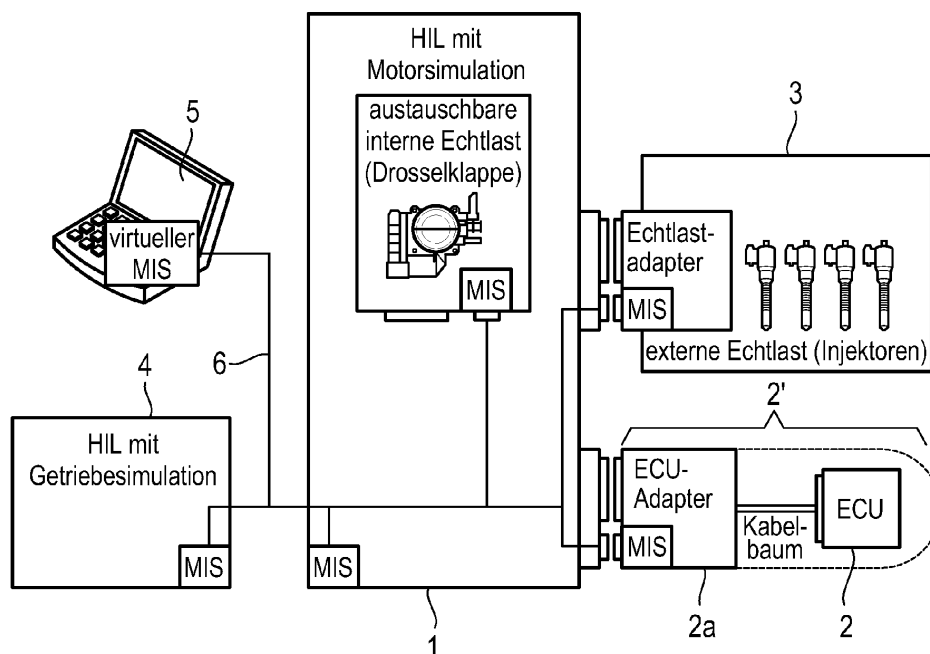 HIL mit
Motorsimulation
austauschbare
interne Echtlast
(Drosselklappe)
MIS
5
virtueller
MIS
6
4
HIL mit
Getriebesimulation
MIS
MIS
1
3
Echtlast-
adapter
MIS
externe Echtlast (Injektoren)
2'
ECU-
Adapter
MIS
Kabel-
baum
ECU
2a
2